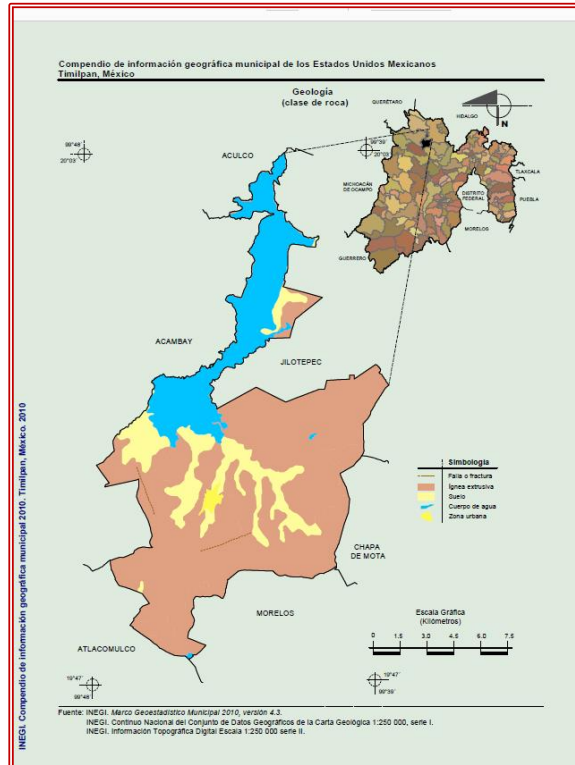 Compendio de información geográfica municipal de los Estados Unidos Mexicanos
Timilpan, México
Geología
(clase de roca)
QUERÉTARO
HIDALGO
N
99°48'
20°03'
ACULCO
99°39'
20°03'
TLAXCALA
MICHOACÁN
DE OCAMPO
DISTRITO
FEDERAL
PUEBLA
MORELOS
GUERRERO
ACAMBAY
JILOTEPEC
Simbología
Falla o fractura
Ígnea extrusiva
Suelo
Cuerpo de agua
Zona urbana
CHAPA
DE MOTA
MORELOS
Escala Gráfica
(Kilómetros)
0 1.5 3.0 4.5 6.0 7.5
ATLACOMULCO
19°47'
99°48'
19°47'
99°39'
Fuente: INEGI. Marco Geoestadístico Municipal 2010, versión 4.3.
INEGI. Continuo Nacional del Conjunto de Datos Geográficos de la Carta Geológica 1:250 000, serie I.
INEGI. Información Topográfica Digital Escala 1:250 000 serie II.
INEGI. Compendio de información geográfica municipal 2010. Timilpan, México. 2010